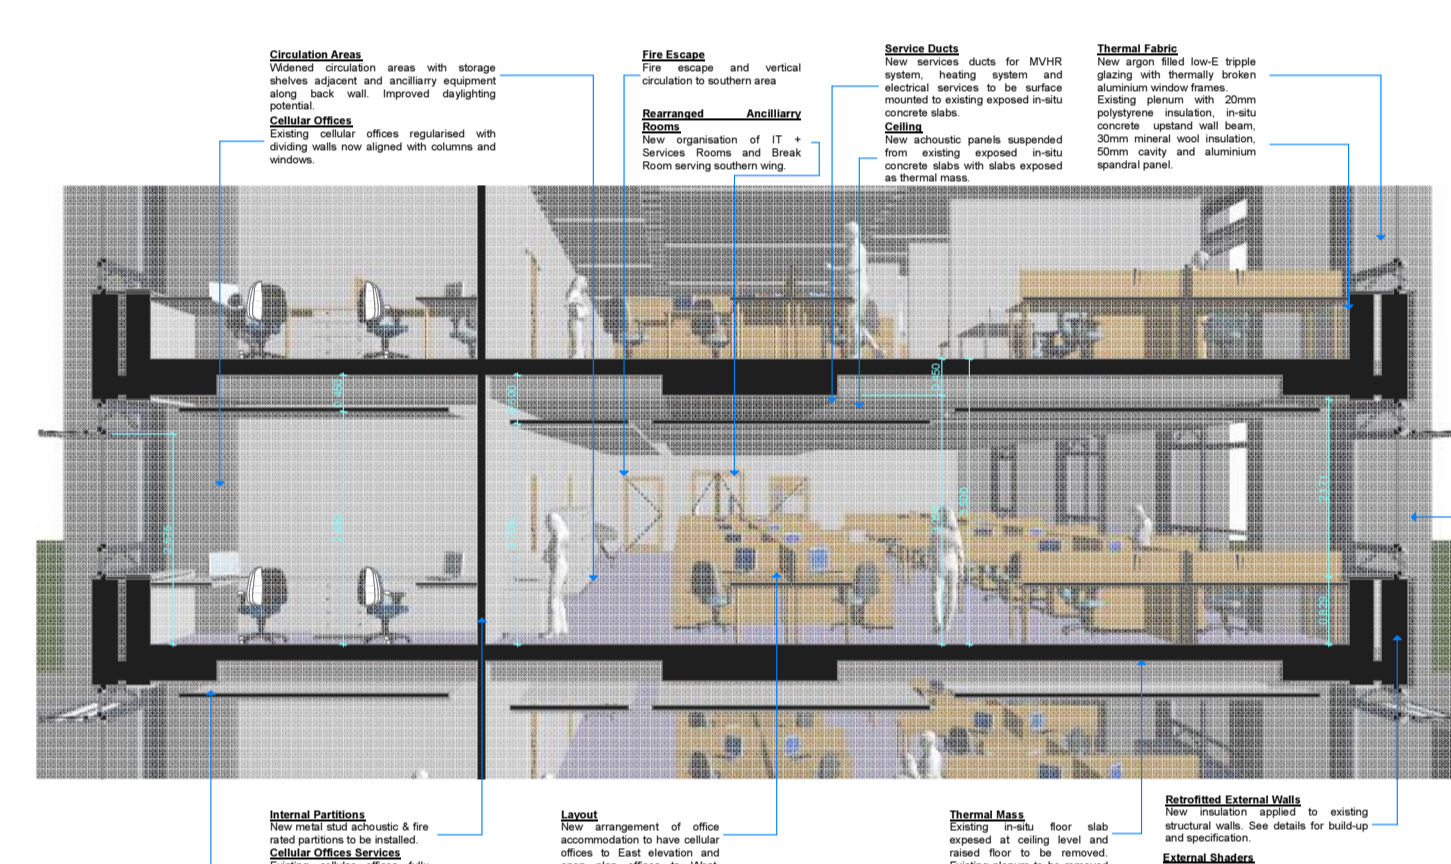 Circulation Areas
Widened circulation areas with storage
shelves adjacent and ancilliarry equipment
along back wall. Improved daylighting
potential.
Cellular Offices
Existing cellular offices regularised with
dividing walls now aligned with columns and
windows.
Fire Escape
Fire escape and vertical
circulation to southern area
Rearranged Ancilliarry
Rooms
New organisation of IT +
Services Rooms and Break
Room serving southern wing.
Service Ducts
New services ducts for MVHR
system, heating system and
electrical services to be surface
mounted to existing exposed in-situ
concrete slabs.
Ceiling
New achoustic panels suspended
from existing exposed in-situ
concrete slabs with slabs exposed
as thermal mass.
Thermal Fabric
New argon filled low-E tripple
glazing with thermally broken
aluminium window frames.
Existing plenum with 20mm
polystyrene insulation, in-situ
concrete upstand wall beam,
30mm mineral wool insulation,
50mm cavity and aluminium
spandral panel.
0.450
2.171
0.829
Internal Partitions
New metal stud achoustic & fire
rated partitions to be installed.
Cellular Offices Services
Layout
New arrangement of office
accommodation to have cellular
offices to East elevation and
Thermal Mass
Existing in-situ floor slab
expesed at ceiling level and
raised floor to be removed.
Retrofitted External Walls
New insulation applied to existing
structural walls. See details for build-up
and specification.
External Shaders